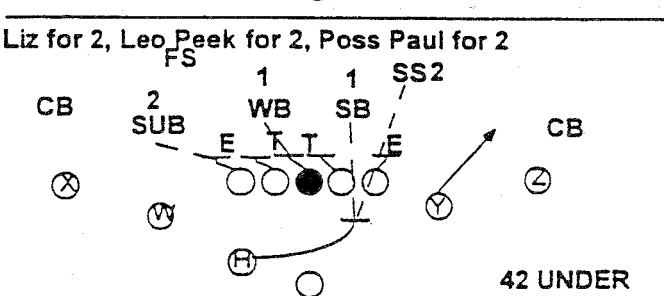 Liz for 2, Leo Peek for 2, Poss Paul for 2
FS
1 1 SS2
CB 2 WB SB CB
SUB E T T E
X Z
W Y
H
42 UNDER